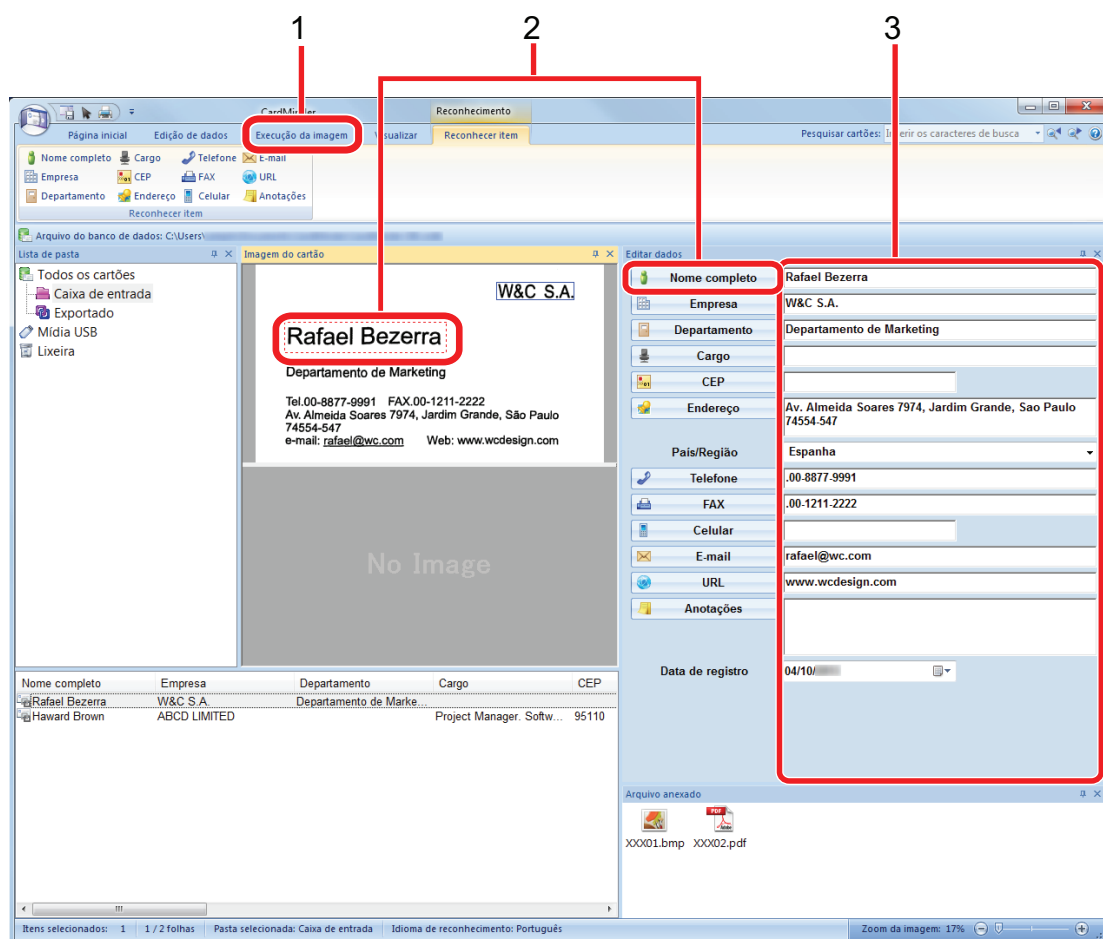 1 2 3
CardMinder Reconhecimento
Página inicial Edição de dados Execução da imagem Visualizar Reconhecer item Pesquisar cartões: Inserir os caracteres de busca
Nome completo Cargo Telefone E-mail
Empresa CEP FAX URL
Departamento Endereço Celular Anotações
Reconhecer item
Arquivo do banco de dados: C:\Users\
Lista de pasta
Todos os cartões
Caixa de entrada
Exportado
Mídia USB
Lixeira
Imagem do cartão
W&C S.A.
Rafael Bezerra
Departamento de Marketing
Tel.00-8877-9991 FAX.00-1211-2222
Av. Almeida Soares 7974, Jardim Grande, São Paulo
74554-547
e-mail: rafael@wc.com Web: www.wcdesign.com
No Image
Editar dados
Nome completo Rafael Bezerra
Empresa W&C S.A.
Departamento Departamento de Marketing
Cargo
CEP
Endereço Av. Almeida Soares 7974, Jardim Grande, Sao Paulo
74554-547
País/Região Espanha
Telefone .00-8877-9991
FAX .00-1211-2222
Celular
E-mail rafael@wc.com
URL www.wcdesign.com
Anotações
Data de registro 04/10/
Nome completo Empresa Departamento Cargo CEP
Rafael Bezerra W&C S.A. Departamento de Marke...
Haward Brown ABCD LIMITED Project Manager. Softw... 95110
Arquivo anexado
PDF
Adobe
XXX01.bmp XXX02.pdf
Itens selecionados: 1 1 / 2 folhas Pasta selecionada: Caixa de entrada Idioma de reconhecimento: Português Zoom da imagem: 17%